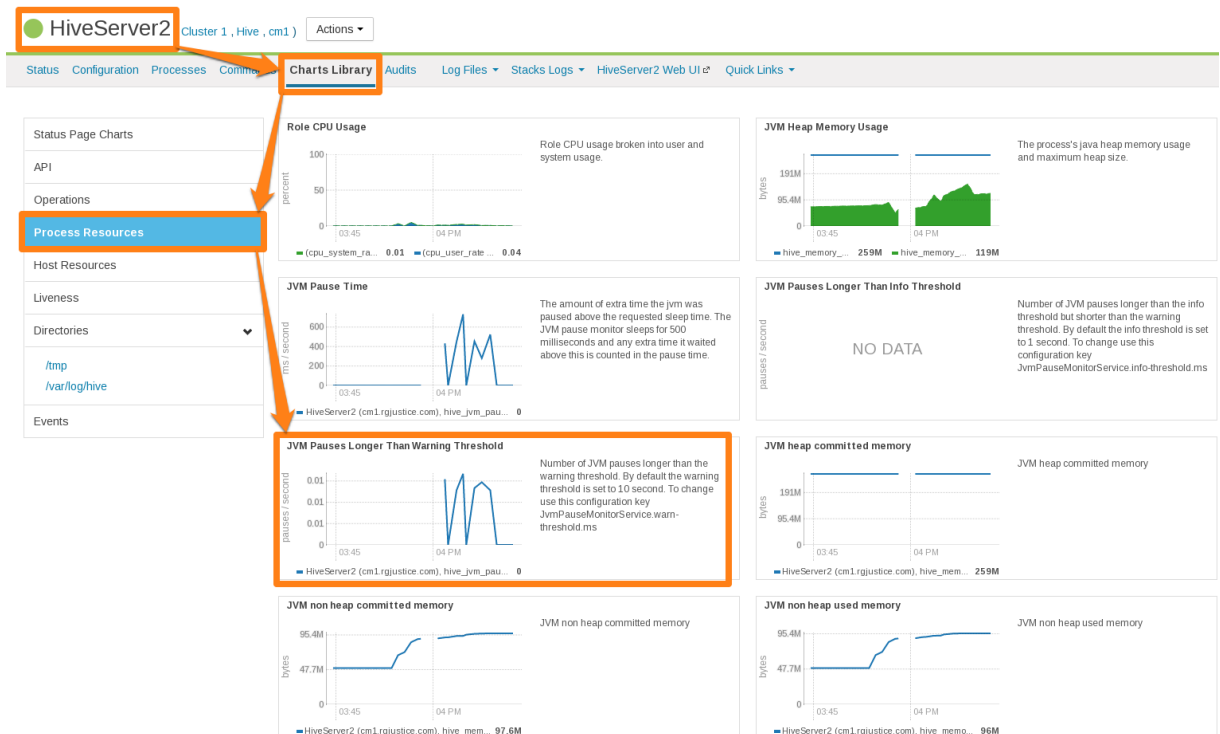 HiveServer2 Cluster 1 , Hive , cm1 ) Actions
Status Configuration Processes Charts Library Audits Log Files Stacks Logs HiveServer2 Web UI Quick Links
Status Page Charts
API
Operations
Process Resources
Host Resources
Liveness
Directories
/tmp
/var/log/hive
Events
Role CPU Usage
percent
100
50
0
03:45 04 PM
(cpu_system_ra... 0.01 (cpu_user_rate ... 0.04
Role CPU usage broken into user and
system usage.
JVM Heap Memory Usage
bytes
191M
95.4M
0
03:45 04 PM
hive_memory_... 259M hive_memory_... 119M
The process's java heap memory usage
and maximum heap size.
JVM Pause Time
ms / second
600
400
200
0
03:45 04 PM
HiveServer2 (cm1.rgjustice.com), hive_jvm_pau... 0
The amount of extra time the jvm was
paused above the requested sleep time. The
JVM pause monitor sleeps for 500
milliseconds and any extra time it waited
above this is counted in the pause time.
JVM Pauses Longer Than Info Threshold
pauses / second
NO DATA
Number of JVM pauses longer than the info
threshold but shorter than the warning
threshold. By default the info threshold is set
to 1 second. To change use this
configuration key
JvmPauseMonitorService.info-threshold.ms
JVM Pauses Longer Than Warning Threshold
pauses / second
0.01
0.01
0.01
0
03:45 04 PM
HiveServer2 (cm1.rgjustice.com), hive_jvm_pau... 0
Number of JVM pauses longer than the
warning threshold. By default the warning
threshold is set to 10 second. To change
use this configuration key
JvmPauseMonitorService.warn-
threshold.ms
JVM heap committed memory
bytes
191M
95.4M
0
03:45 04 PM
HiveServer2 (cm1.rgjustice.com), hive_mem... 259M
JVM heap committed memory
JVM non heap committed memory
bytes
95.4M
47.7M
0
03:45 04 PM
HiveServer2 (cm1.rgjustice.com), hive_mem... 97.6M
JVM non heap committed memory
JVM non heap used memory
bytes
95.4M
47.7M
0
03:45 04 PM
HiveServer2 (cm1.rgjustice.com), hive_memo... 96M
JVM non heap used memory